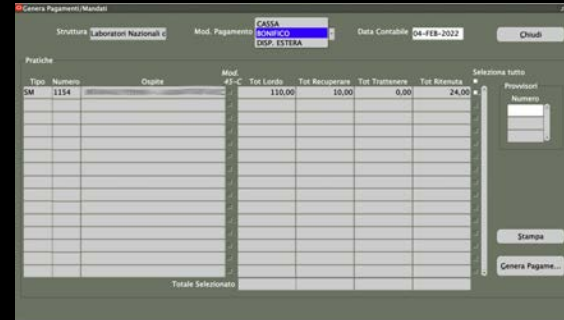 Genera Pagamenti/Mandati
Struttura Laboratori Nazionali d
Mod. Pagamento
CASSA
BONIFICO
DISP. ESTERA
Data Contabile 04-FEB-2022
Chiudi
Pratiche
Seleziona tutto
Tipo Numero Ospite Mod. 45-C Tot Lordo Tot Recuperare Tot Trattenere Tot Ritenuta
SM 1154 110,00 10,00 0,00 24,00
Provvisori
Numero
Stampa
Genera Pagame...
Totale Selezionato